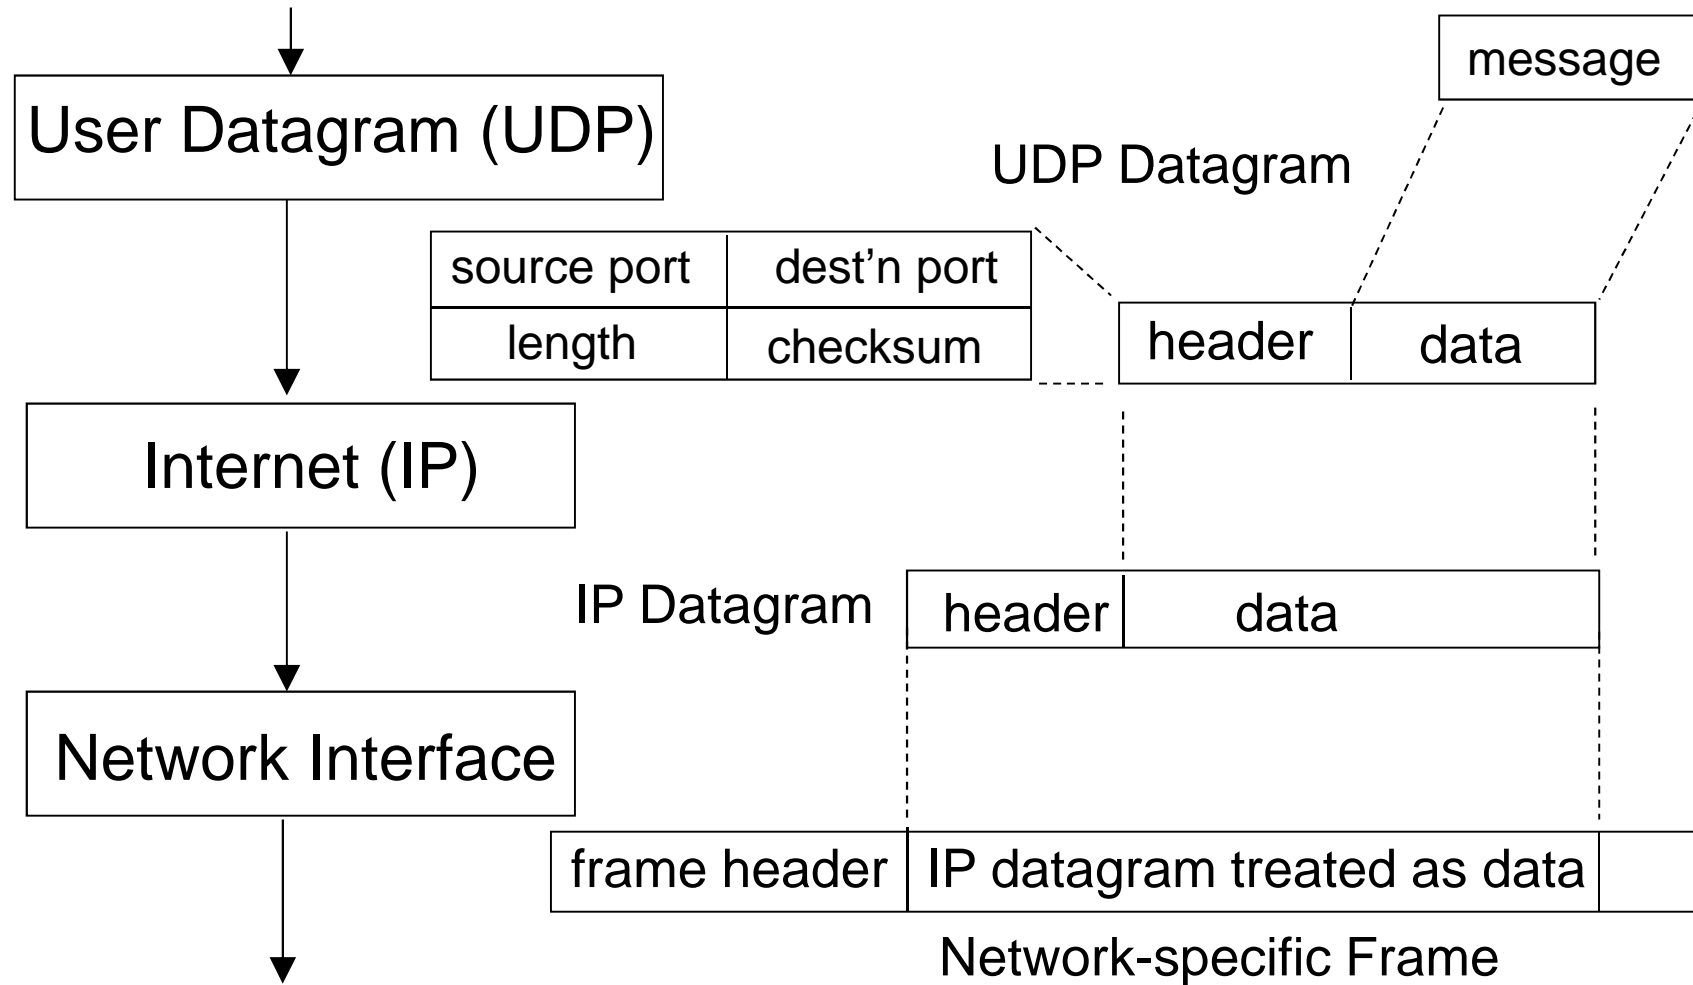 message
User Datagram (UDP)
UDP Datagram
source port
dest’n port
length
checksum
header
data
Internet (IP)
IP Datagram
header
data
Network Interface
frame header
IP datagram treated as data
Network-specific Frame